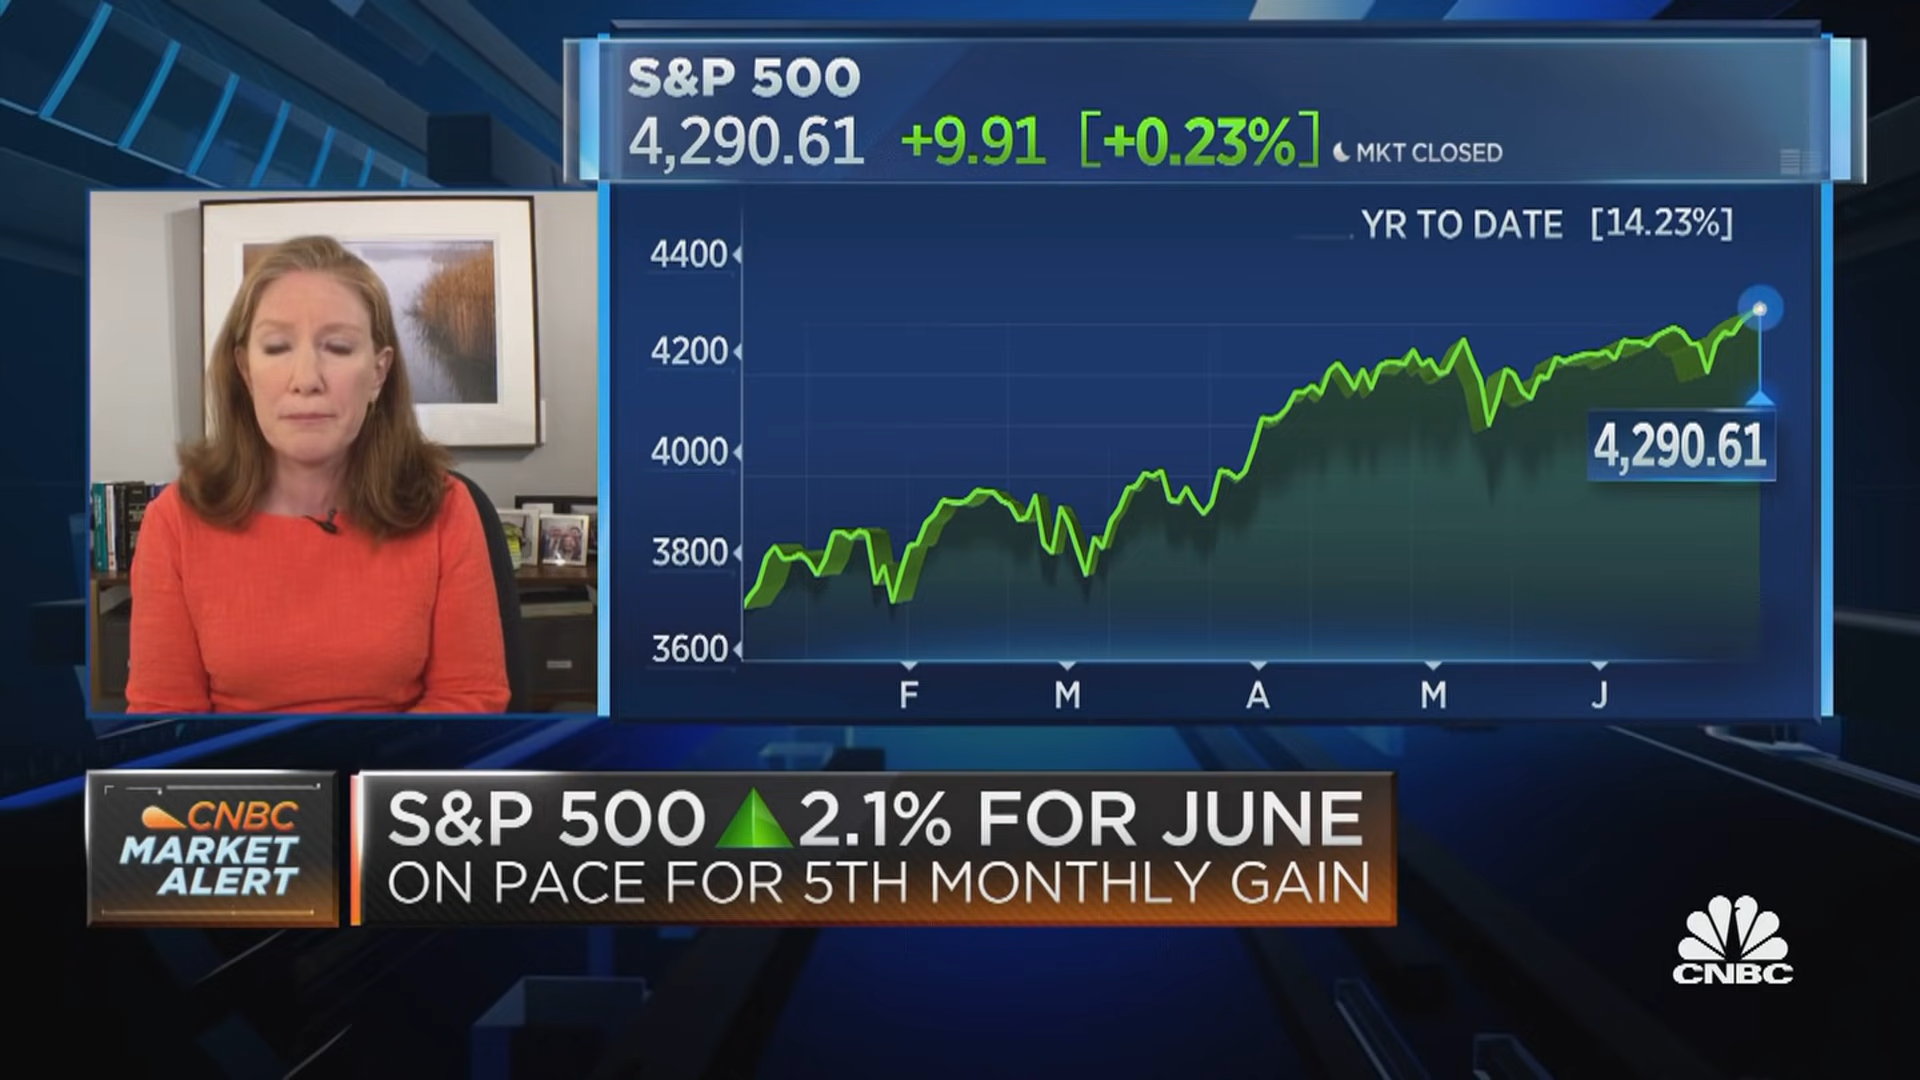 S&P 500
4,290.61 +9.91 [+0.23%] MKT CLOSED
YR TO DATE [14.23%]
4400
4200
4000
3800
3600
4,290.61
F M A M J
CNBC
MARKET
ALERT
S&P 500 ▲ 2.1% FOR JUNE
ON PACE FOR 5TH MONTHLY GAIN
CNBC